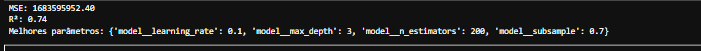 MSE: 1683595952.40
R²: 0.74
Melhores parâmetros: {'model__learning_rate': 0.1, 'model__max_depth': 3, 'model__n_estimators': 200, 'model__subsample': 0.7}